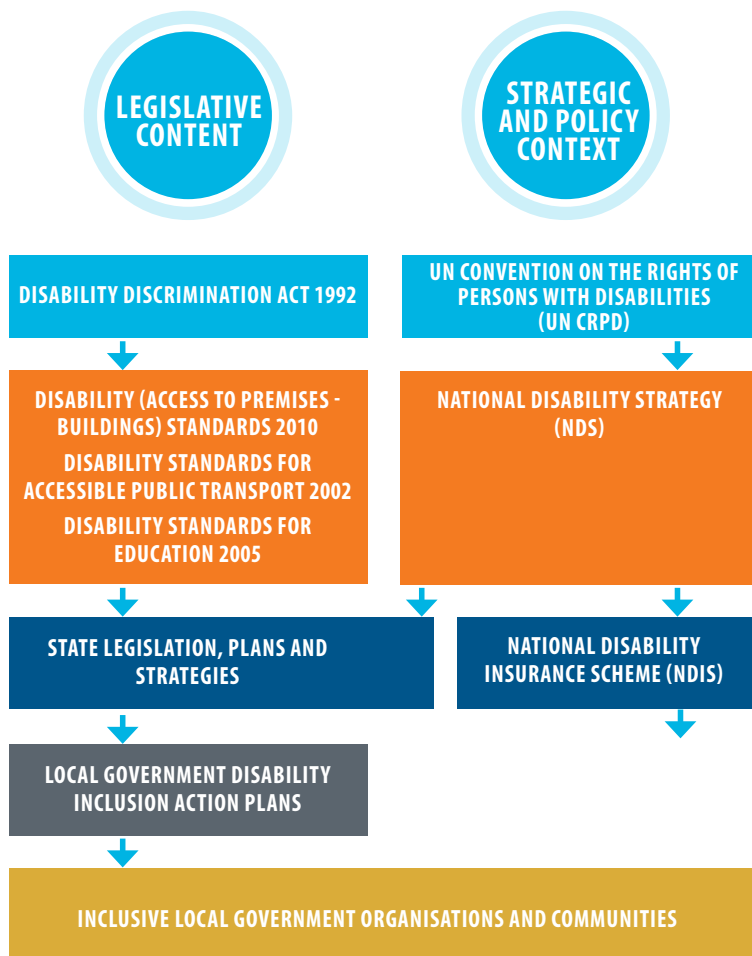 LEGISLATIVE
CONTENT
STRATEGIC
AND POLICY
CONTEXT
DISABILITY DISCRIMINATION ACT 1992
UN CONVENTION ON THE RIGHTS OF
PERSONS WITH DISABILITIES
(UN CRPD)
DISABILITY (ACCESS TO PREMISES -
BUILDINGS) STANDARDS 2010
DISABILITY STANDARDS FOR
ACCESSIBLE PUBLIC TRANSPORT 2002
DISABILITY STANDARDS FOR
EDUCATION 2005
NATIONAL DISABILITY STRATEGY
(NDS)
STATE LEGISLATION, PLANS AND
STRATEGIES
NATIONAL DISABILITY
INSURANCE SCHEME (NDIS)
LOCAL GOVERNMENT DISABILITY
INCLUSION ACTION PLANS
INCLUSIVE LOCAL GOVERNMENT ORGANISATIONS AND COMMUNITIES